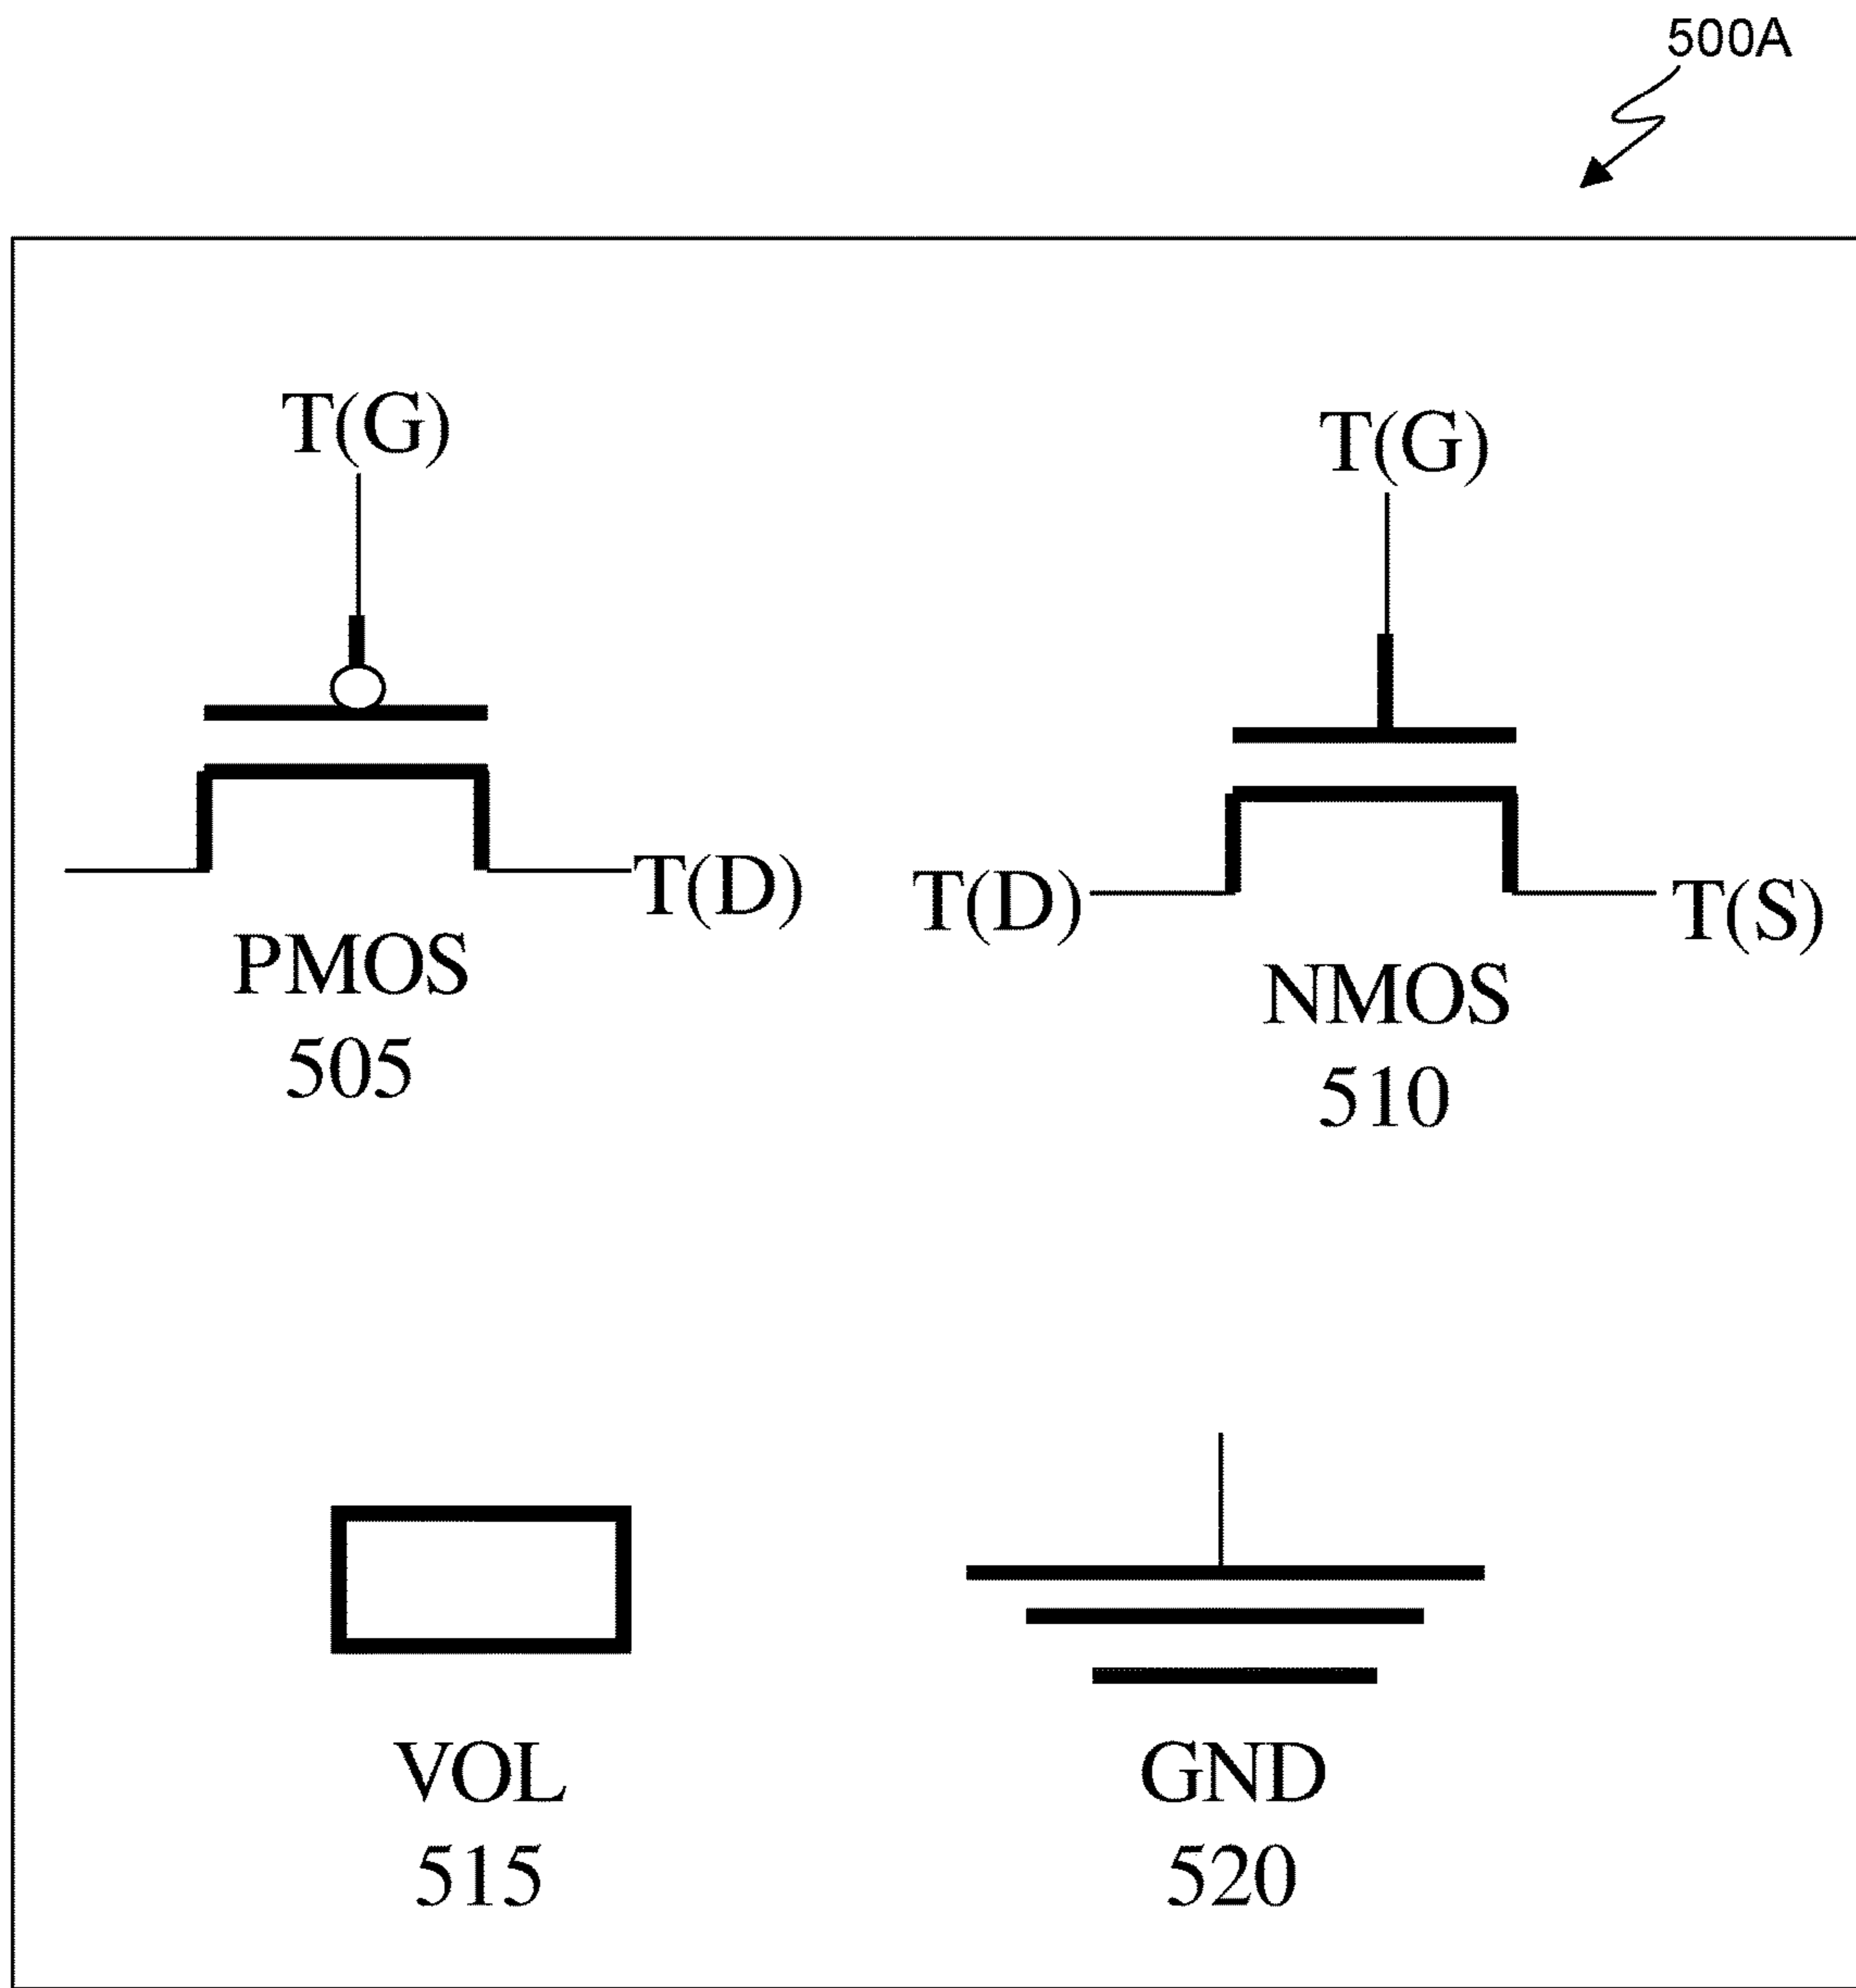 500A
T(G)
T(G)
T(D)
T(D)
T(S)
PMOS
505
NMOS
510
VOL
515
GND
520